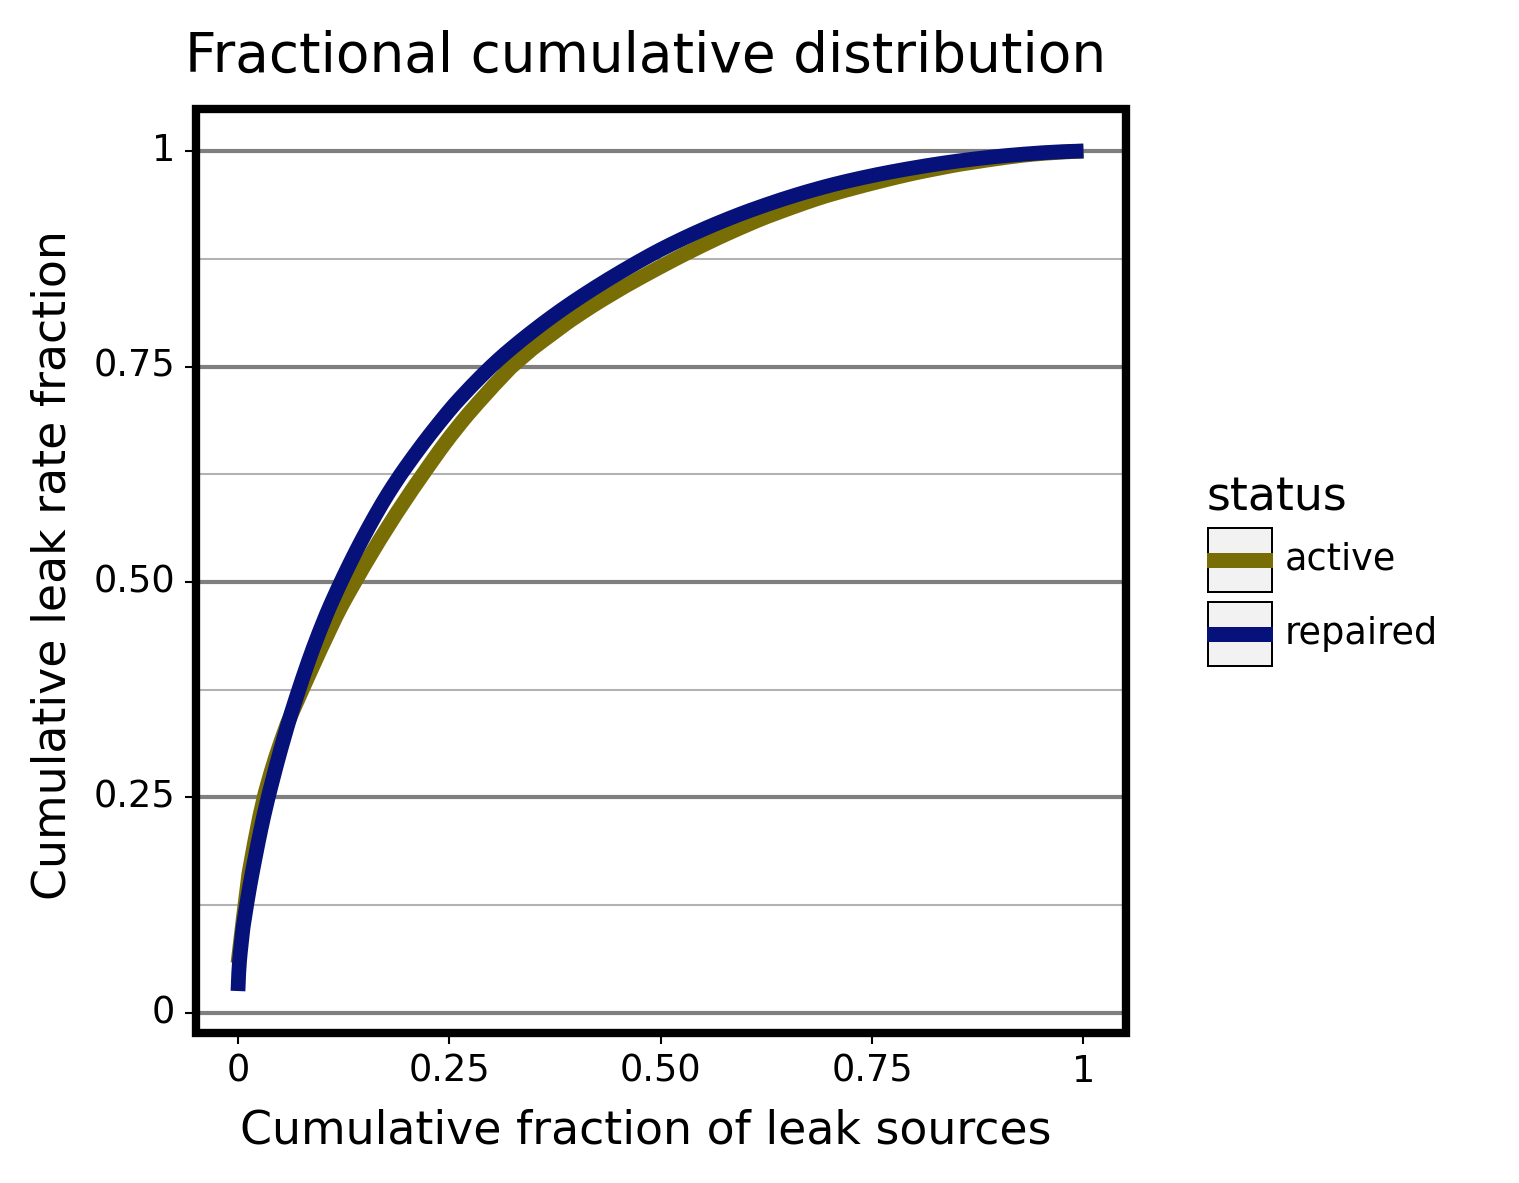 Fractional cumulative distribution
Cumulative leak rate fraction
1
0.75
0.50
0.25
0
0 0.25 0.50 0.75 1
Cumulative fraction of leak sources
status
active
repaired